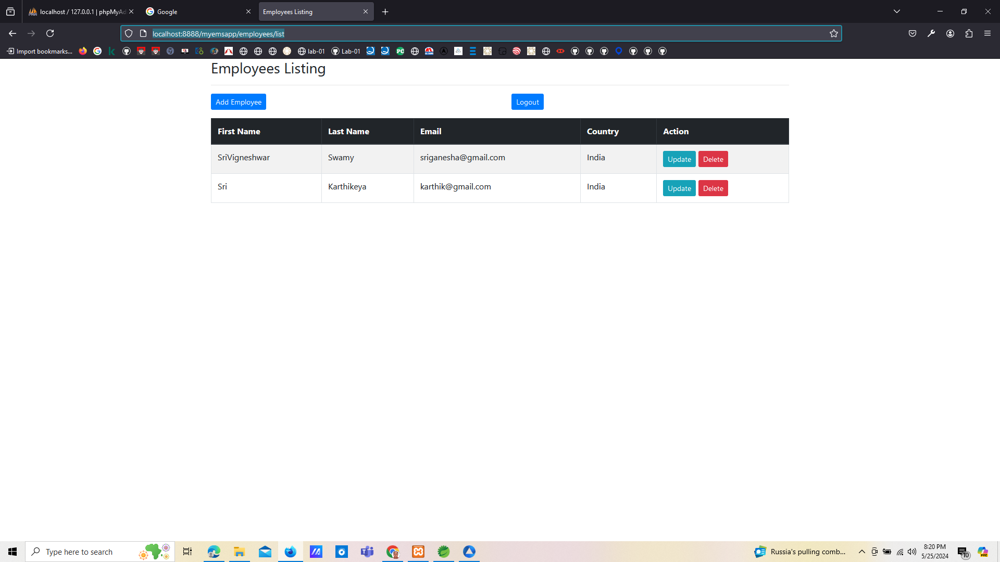 localhost / 127.0.0.1 | phpMyAd
Google
Employees Listing
localhost:8888/myemsapp/employees/list
Import bookmarks... lab-01 Lab-01
Employees Listing
Add Employee Logout
First Name Last Name Email Country Action
SriVigneshwar Swamy sriganesha@gmail.com India Update Delete
Sri Karthikeya karthik@gmail.com India Update Delete
Type here to search
Russia's pulling comb...
8:20 PM
5/25/2024
10